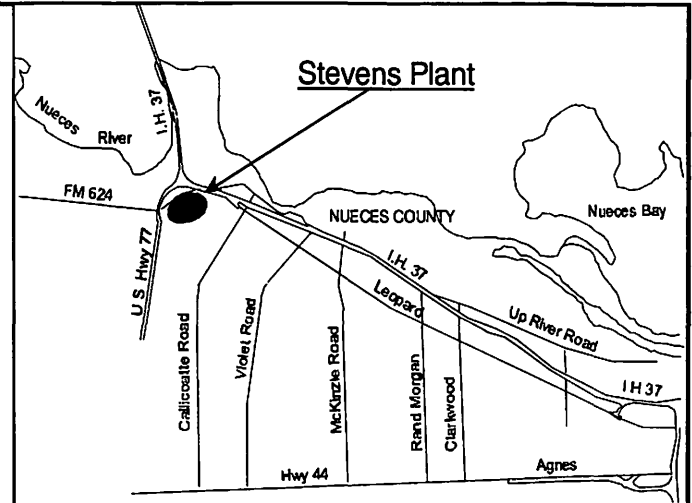 Stevens Plant
Nueces
River
I.H. 37
FM 624
U S Hwy 77
NUECES COUNTY
Nueces Bay
I.H. 37
Leopard
Up River Road
Callicoatte Road
Violet Road
McKinzie Road
Rand Morgan
Clarkwood
I H 37
Hwy 44
Agnes